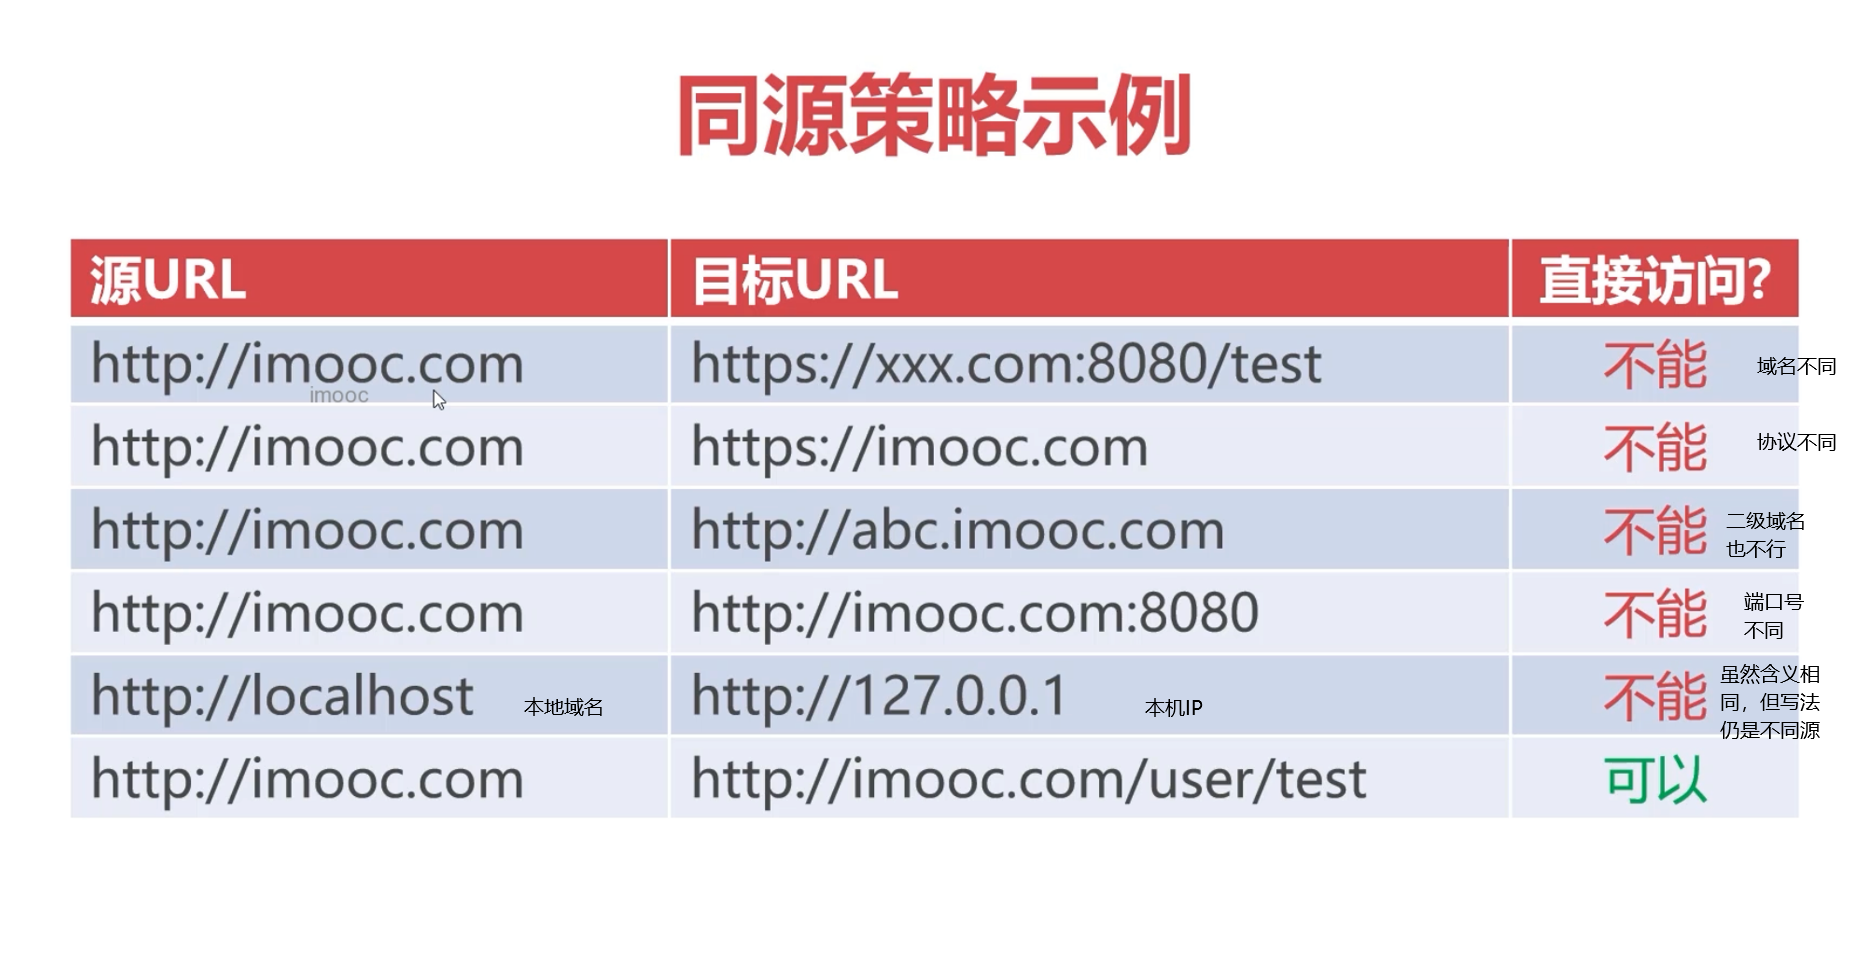 同源策略示例
源URL 目标URL 直接访问?
http://imooc.com https://xxx.com:8080/test 不能 域名不同
imooc
http://imooc.com https://imooc.com 不能 协议不同
http://imooc.com http://abc.imooc.com 不能 二级域名
也不行
http://imooc.com http://imooc.com:8080 不能 端口号
不同
http://localhost 本地域名 http://127.0.0.1 本机IP 不能 虽然含义相
同，但写法
仍是不同源
http://imooc.com http://imooc.com/user/test 可以